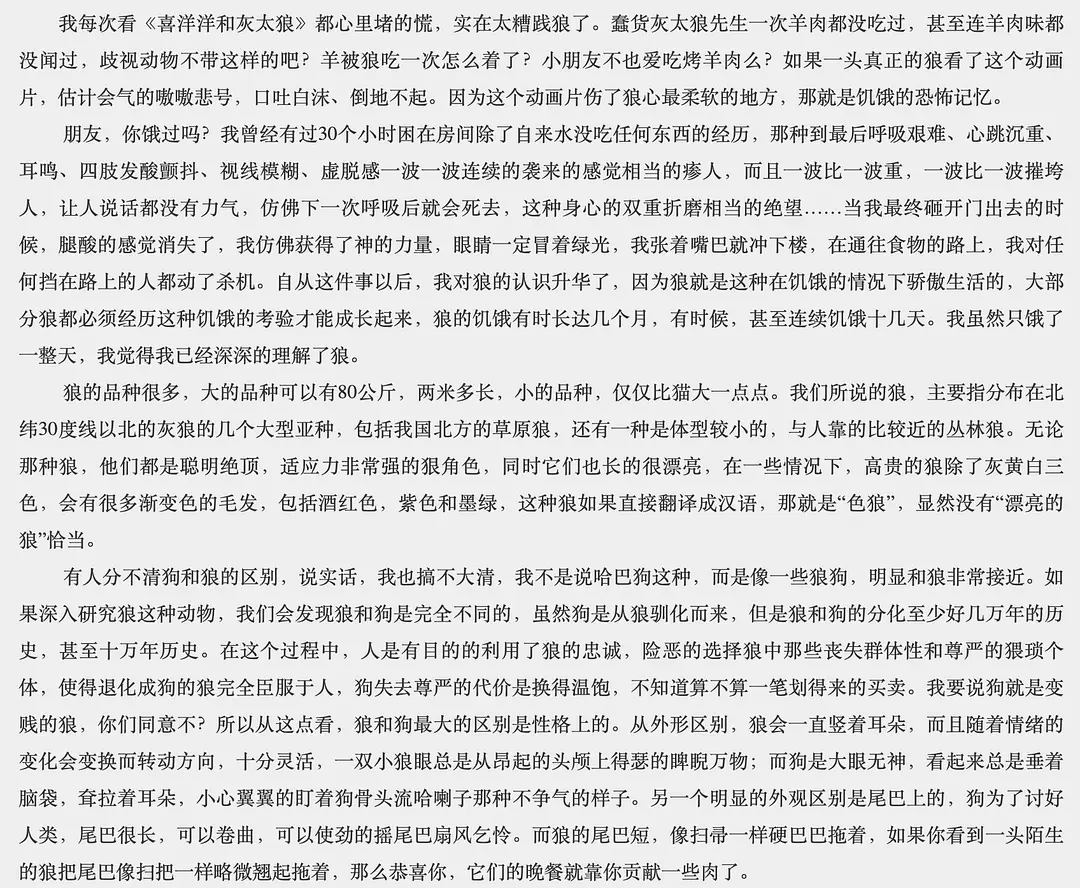 我每次看《喜洋洋和灰太狼》都心里堵的慌，实在太糟践狼了。蠢货灰太狼先生一次羊肉都没吃过，甚至连羊肉味都
没闻过，歧视动物不带这样的吧？羊被狼吃一次怎么着了？小朋友不也爱吃烤羊肉么？如果一头真正的狼看了这个动画
片，估计会气的嗷嗷悲号，口吐白沫、倒地不起。因为这个动画片伤了狼心最柔软的地方，那就是饥饿的恐怖记忆。
朋友，你饿过吗？我曾经有过30个小时困在房间除了自来水没吃任何东西的经历，那种到最后呼吸艰难、心跳沉重、
耳鸣、四肢发酸颤抖、视线模糊、虚脱感一波一波连续的袭来的感觉相当的瘆人，而且一波比一波重，一波比一波摧垮
人，让人说话都没有力气，仿佛下一次呼吸后就会死去，这种身心的双重折磨相当的绝望……当我最终砸开门出去的时
候，腿酸的感觉消失了，我仿佛获得了神的力量，眼睛一定冒着绿光，我张着嘴巴就冲下楼，在通往食物的路上，我对任
何挡在路上的人都动了杀机。自从这件事以后，我对狼的认识升华了，因为狼就是这种在饥饿的情况下骄傲生活的，大部
分狼都必须经历这种饥饿的考验才能成长起来，狼的饥饿有时长达几个月，有时候，甚至连续饥饿十几天。我虽然只饿了
一整天，我觉得我已经深深的理解了狼。
狼的品种很多，大的品种可以有80公斤，两米多长，小的品种，仅仅比猫大一点点。我们所说的狼，主要指分布在北
纬30度线以北的灰狼的几个大型亚种，包括我国北方的草原狼，还有一种是体型较小的，与人靠的比较近的丛林狼。无论
那种狼，他们都是聪明绝顶，适应力非常强的狠角色，同时它们也长的很漂亮，在一些情况下，高贵的狼除了灰黄白三
色，会有很多渐变色的毛发，包括酒红色，紫色和墨绿，这种狼如果直接翻译成汉语，那就是“色狼”，显然没有“漂亮的
狼”恰当。
有人分不清狗和狼的区别，说实话，我也搞不大清，我不是说哈巴狗这种，而是像一些狼狗，明显和狼非常接近。如
果深入研究狼这种动物，我们会发现狼和狗是完全不同的，虽然狗是从狼驯化而来，但是狼和狗的分化至少好几万年的历
史，甚至十万年历史。在这个过程中，人是有目的的利用了狼的忠诚，险恶的选择狼中那些丧失群体性和尊严的猥琐个
体，使得退化成狗的狼完全臣服于人，狗失去尊严的代价是换得温饱，不知道算不算一笔划得来的买卖。我要说狗就是变
贱的狼，你们同意不？所以从这点看，狼和狗最大的区别是性格上的。从外形区别，狼会一直竖着耳朵，而且随着情绪的
变化会变换而转动方向，十分灵活，一双小狼眼总是从昂起的头颅上得瑟的睥睨万物；而狗是大眼无神，看起来总是垂着
脑袋，耷拉着耳朵，小心翼翼的盯着狗骨头流哈喇子那种不争气的样子。另一个明显的外观区别是尾巴上的，狗为了讨好
人类，尾巴很长，可以卷曲，可以使劲的摇尾巴扇风乞怜。而狼的尾巴短，像扫帚一样硬巴巴拖着，如果你看到一头陌生
的狼把尾巴像扫把一样略微翘起拖着，那么恭喜你，它们的晚餐就靠你贡献一些肉了。